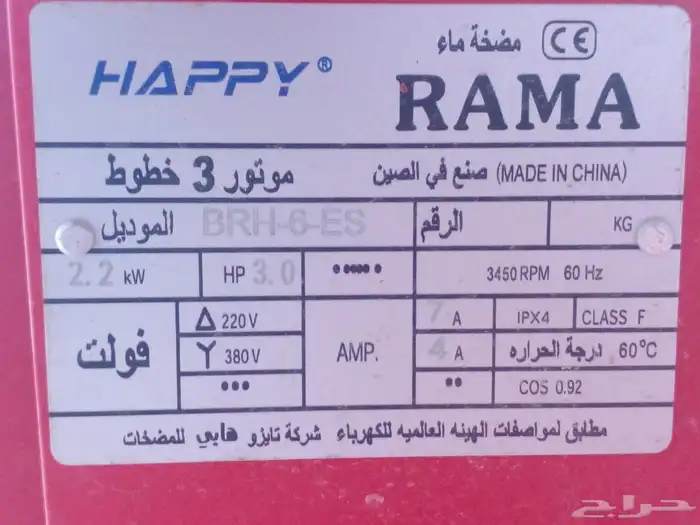 HAPPY® مضخة ماء CE
RAMA
موتور 3 خطوط صنع في الصين (MADE IN CHINA)
الموديل BRH-6-ES الرقم KG
2.2 kW HP 3.0 •••••• 3450 RPM 60 Hz
فولت Δ 220 V AMP. 7 A IPX4 CLASS F
Y 380 V 4 A درجة الحراره 60°C
••• •• COS 0.92
مطابق لمواصفات الهيئه العالميه للكهرباء شركة تايزو هابي للمضخات
حراج